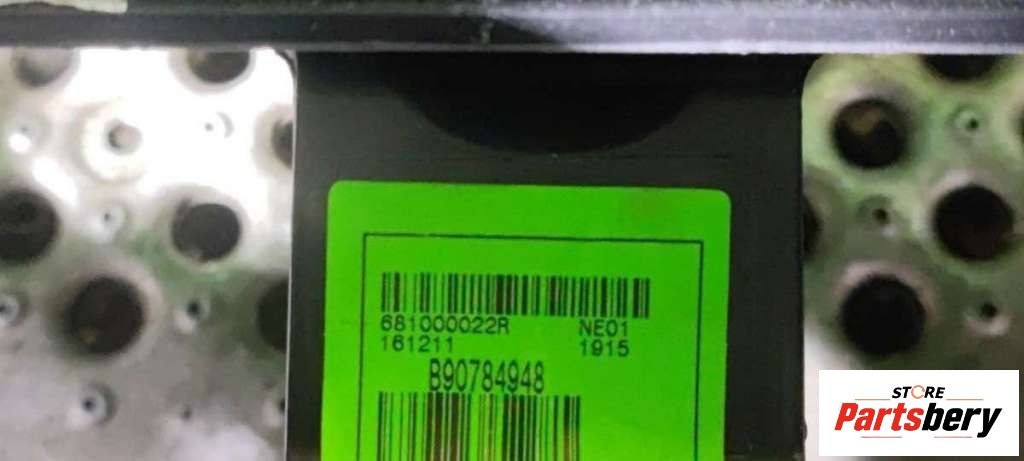 681000022R NE01
161211 1915
B90784948
STORE
Partsbery